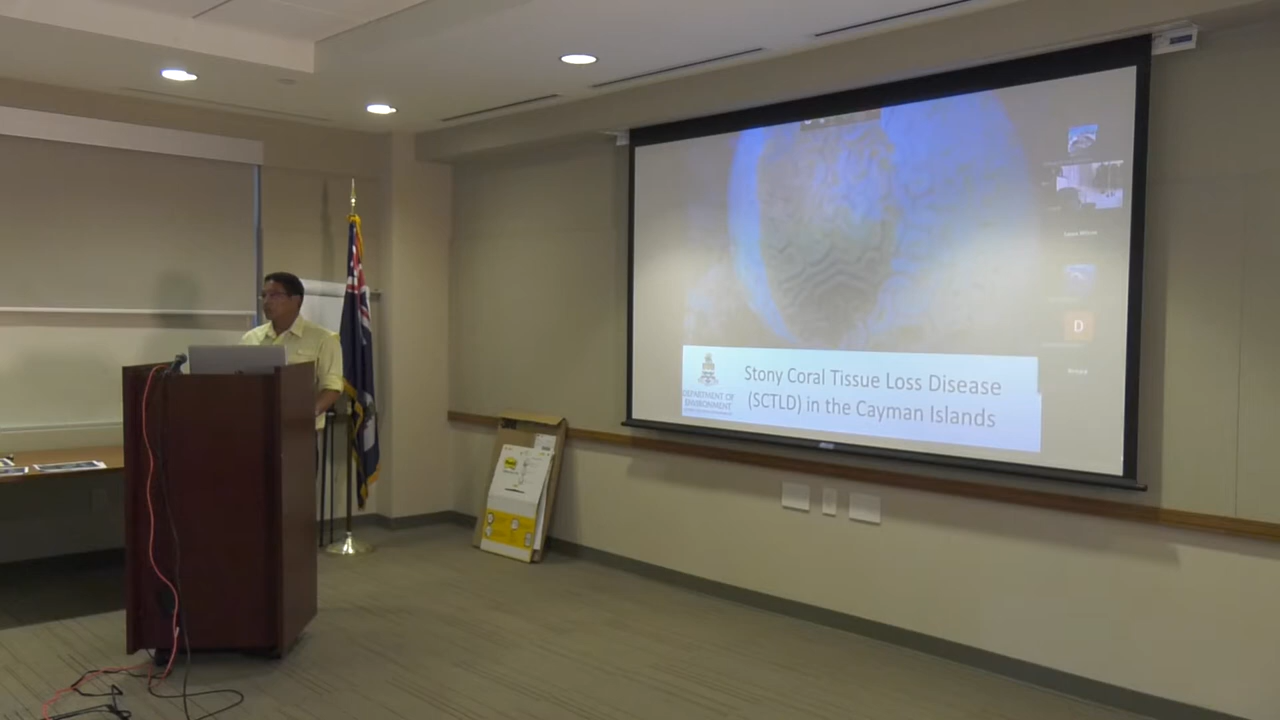 Stony Coral Tissue Loss Disease
(SCTLD) in the Cayman Islands
DEPARTMENT OF
ENVIRONMENT
D